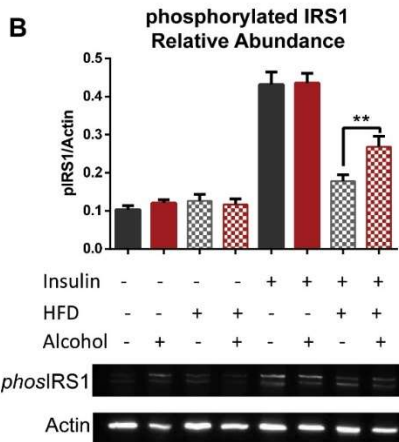 B
phosphorylated IRS1
Relative Abundance
pIRS1/Actin
0.5
0.4
0.3
0.2
0.1
0.0
**
Insulin - - - - + + + +
HFD - - + + - - + +
Alcohol - + - + - + - +
phosIRS1
Actin